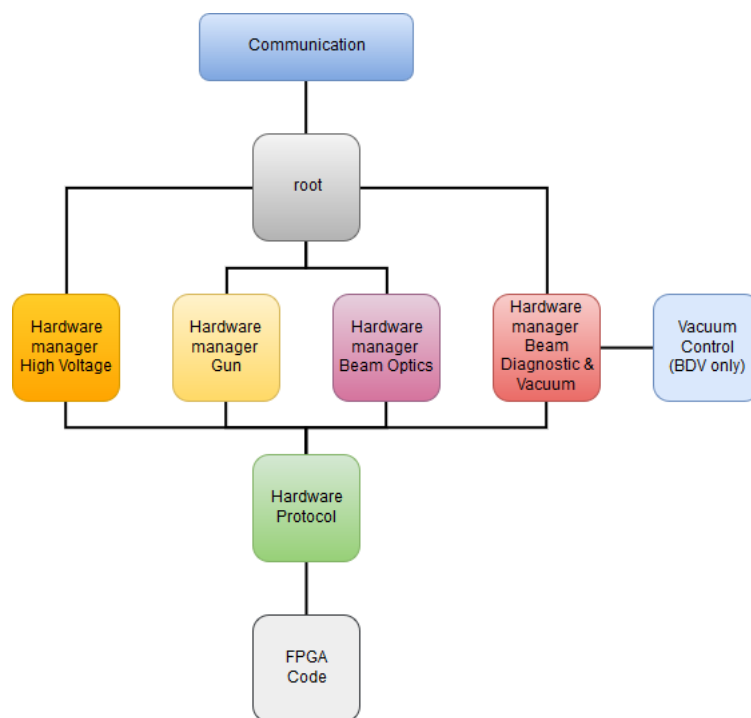 Communication
root
Hardware
manager
High Voltage
Hardware
manager
Gun
Hardware
manager
Beam Optics
Hardware
manager
Beam
Diagnostic &
Vacuum
Vacuum
Control
(BDV only)
Hardware
Protocol
FPGA
Code